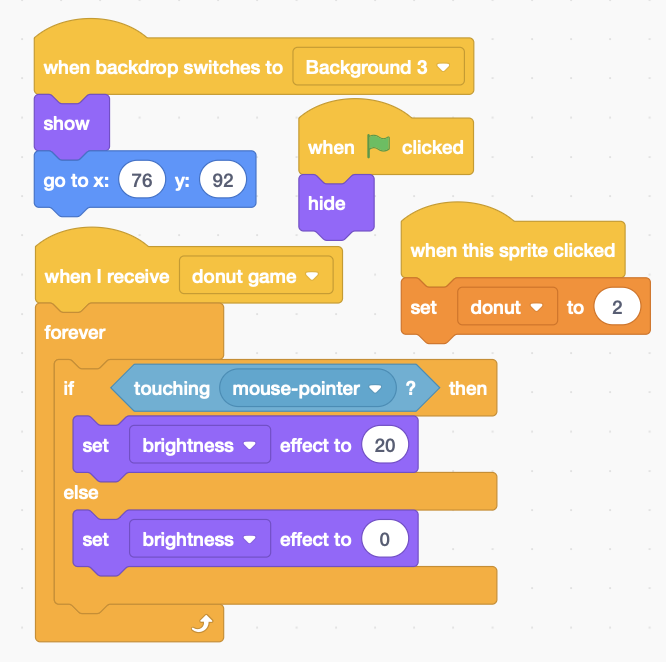 when backdrop switches to Background 3
show
go to x: 76 y: 92
when clicked
hide
when this sprite clicked
set donut to 2
when I receive donut game
forever
if touching mouse-pointer ? then
set brightness effect to 20
else
set brightness effect to 0